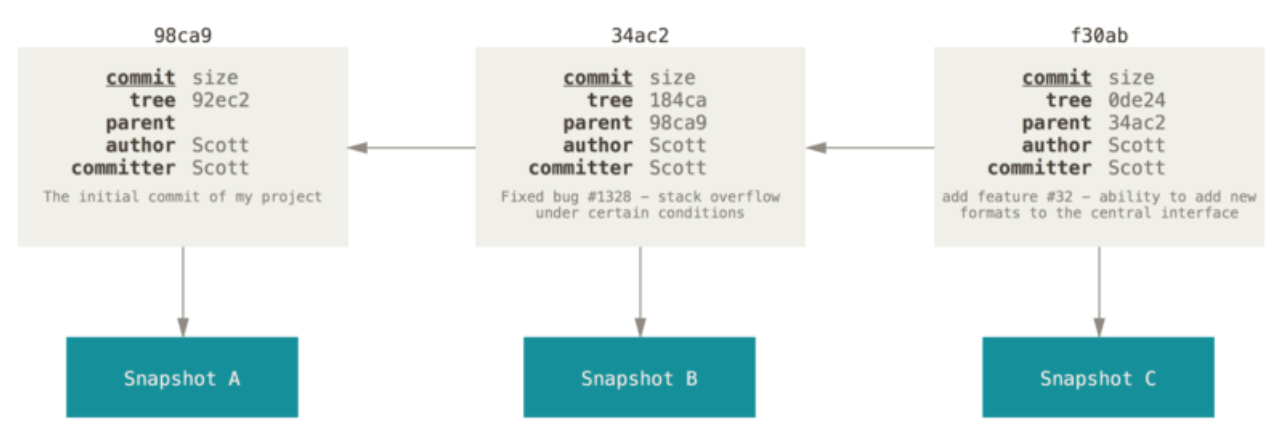 98ca9
commit size
tree 92ec2
parent
author Scott
committer Scott
The initial commit of my project
34ac2
commit size
tree 184ca
parent 98ca9
author Scott
committer Scott
Fixed bug #1328 – stack overflow
under certain conditions
f30ab
commit size
tree 0de24
parent 34ac2
author Scott
committer Scott
add feature #32 – ability to add new
formats to the central interface
Snapshot A
Snapshot B
Snapshot C